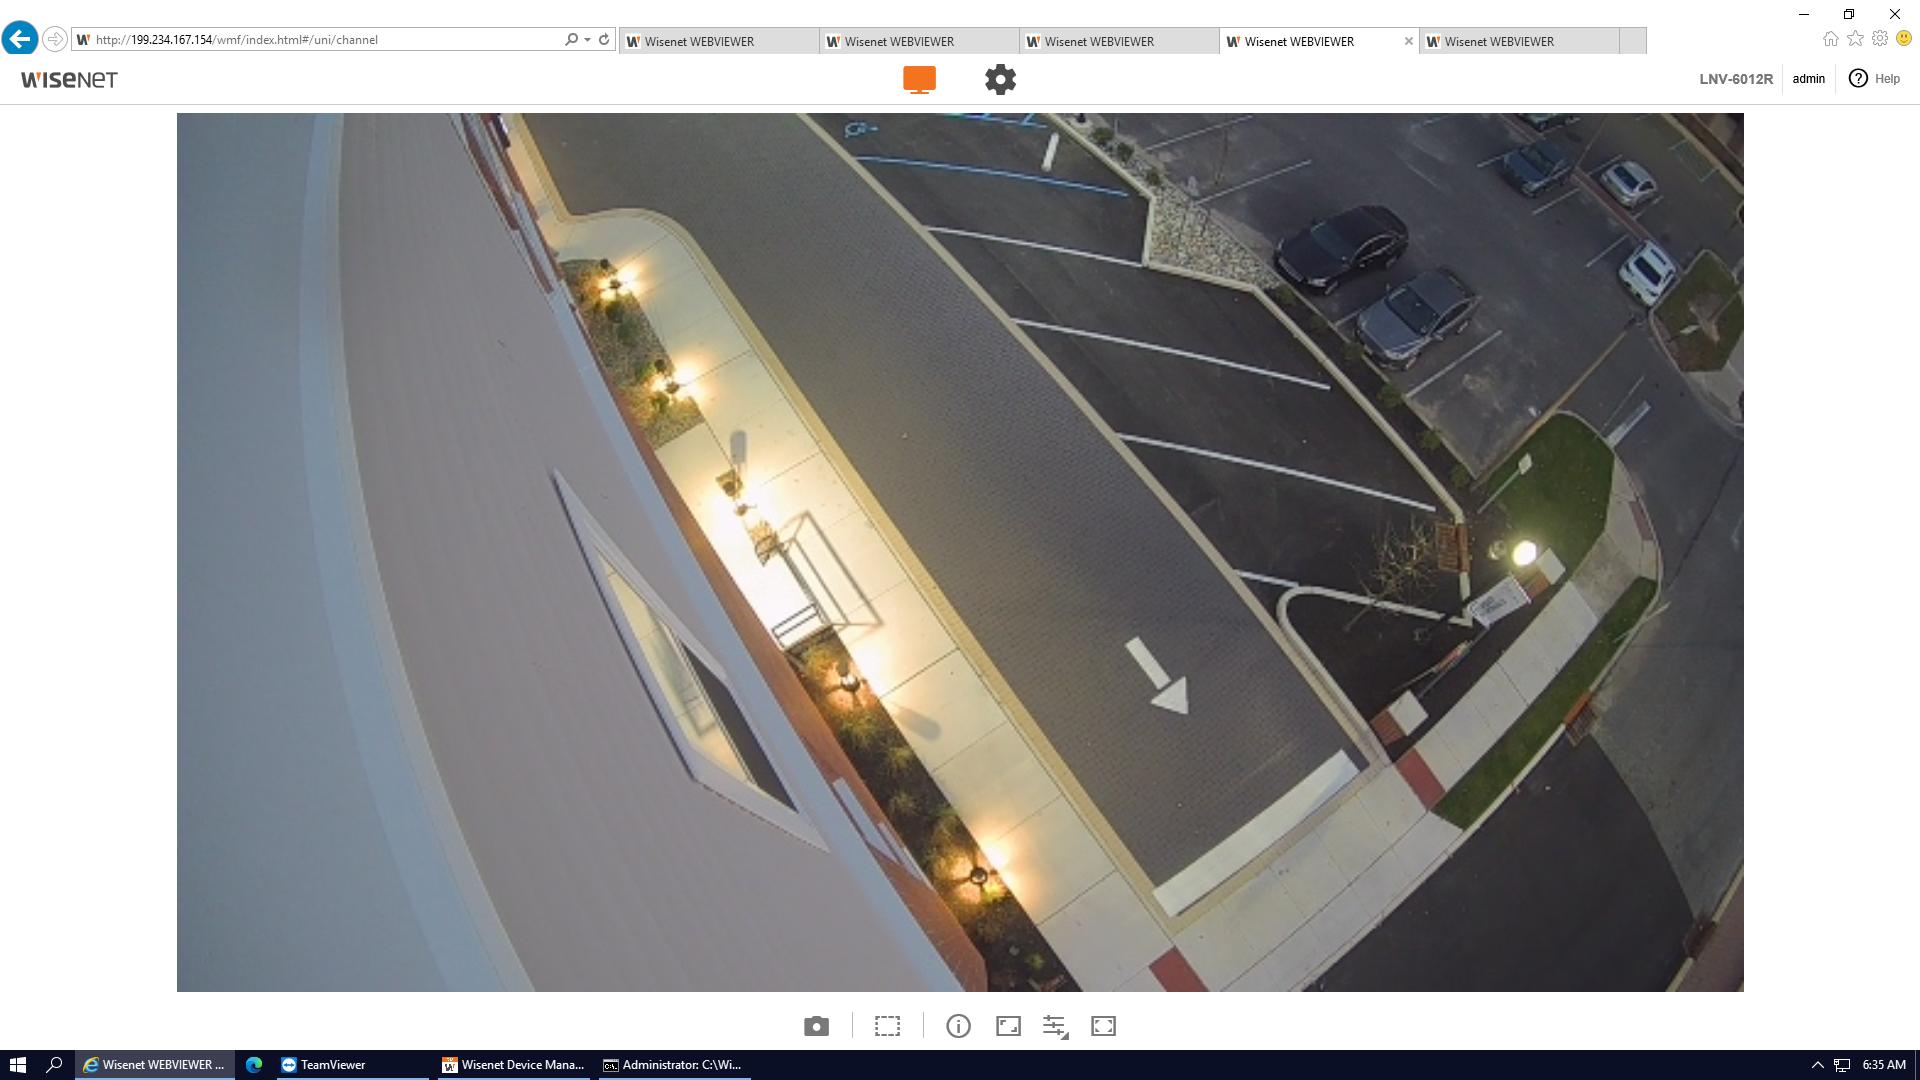 http://199.234.167.154/wmf/index.html#/uni/channel
Wisenet WEBVIEWER
Wisenet WEBVIEWER
Wisenet WEBVIEWER
Wisenet WEBVIEWER
Wisenet WEBVIEWER
WISENET
LNV-6012R
admin
Help
Wisenet WEBVIEWER ...
TeamViewer
Wisenet Device Mana...
Administrator: C:\Wi...
6:35 AM